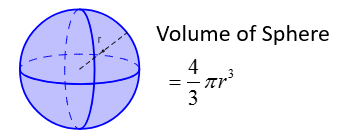 r
Volume of Sphere
= 4/3 πr³